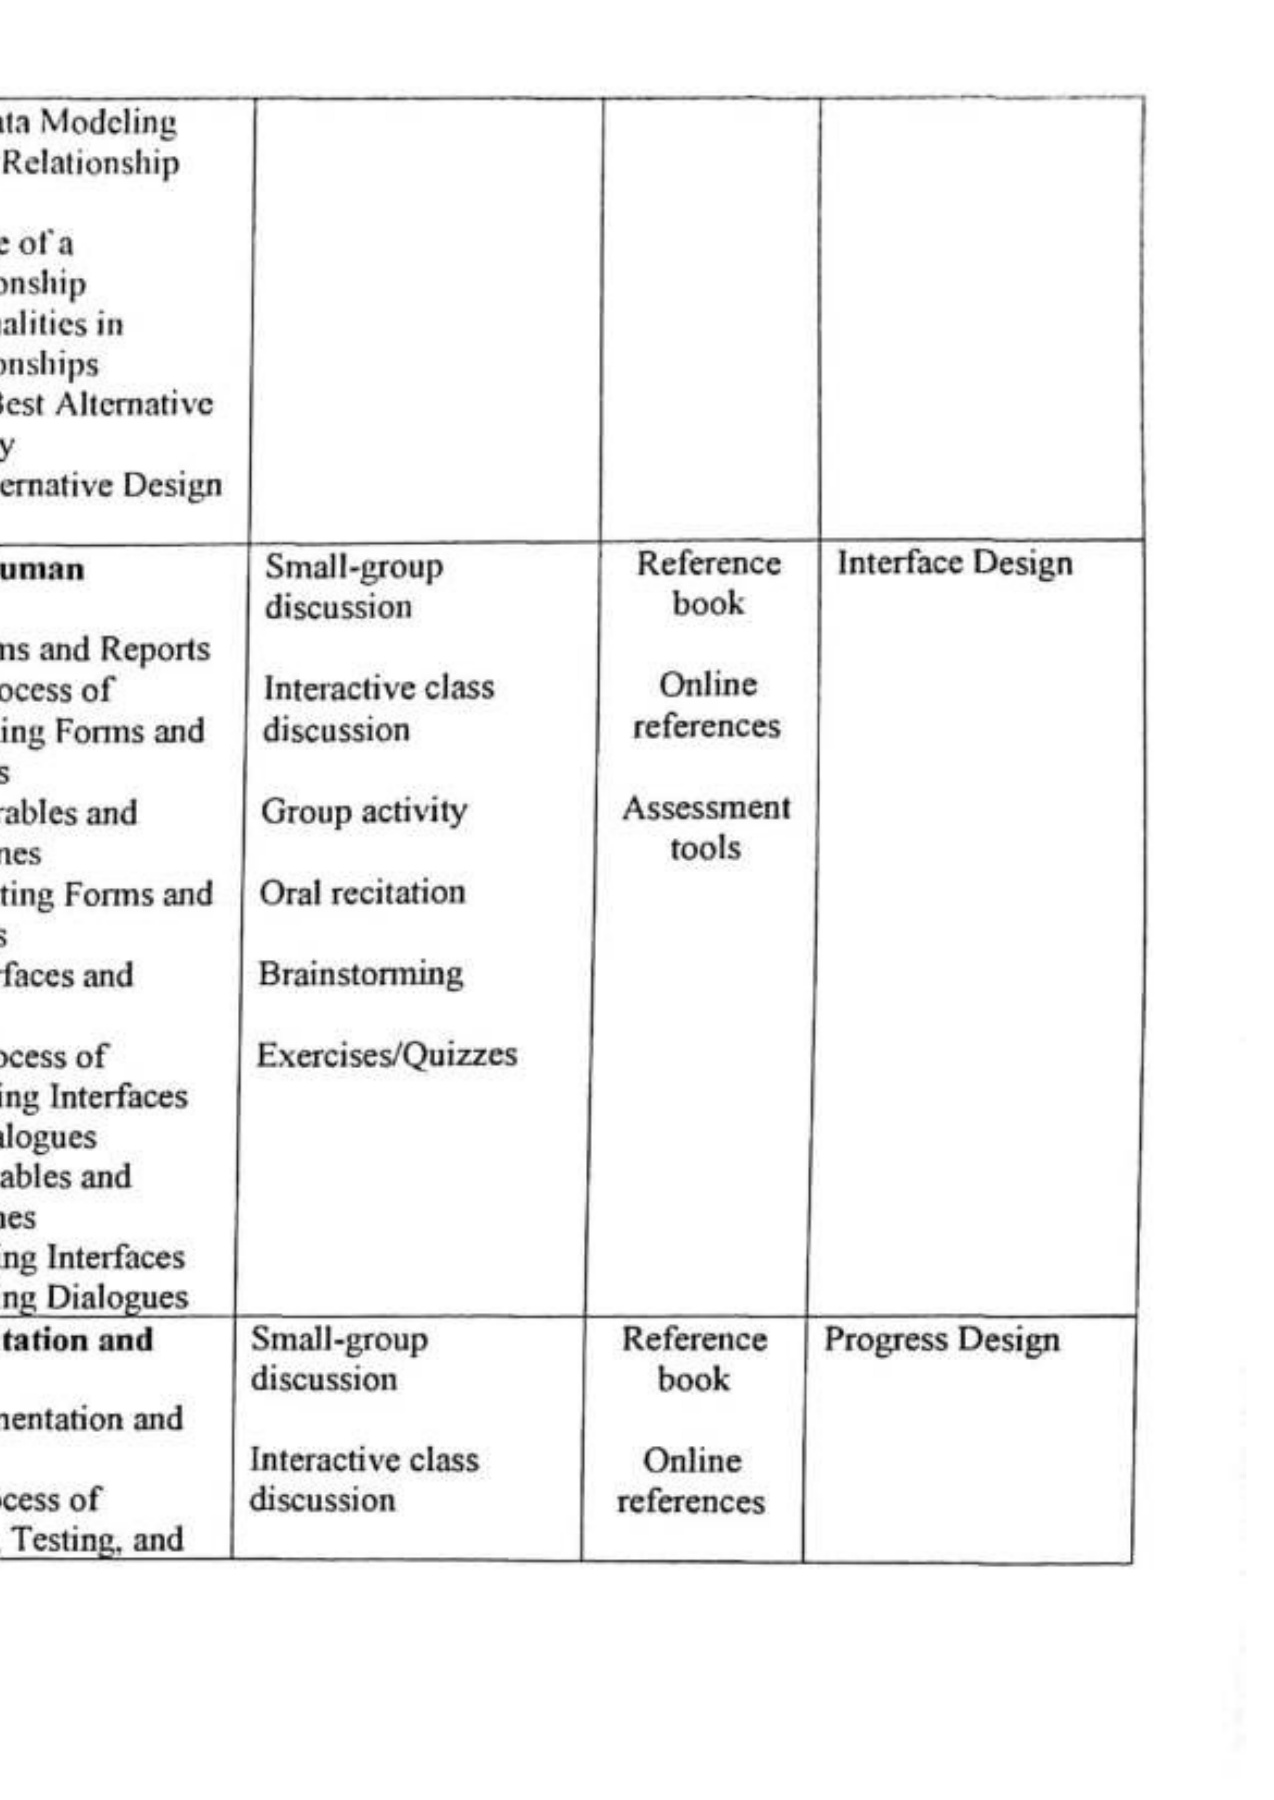 ata Modeling
Relationship
e of a
onship
alities in
onships
Best Alternative
y
ernative Design
uman
ms and Reports
ocess of
ing Forms and
s
rables and
nes
ting Forms and
s
rfaces and
ocess of
ing Interfaces
alogues
ables and
nes
ing Interfaces
ing Dialogues
Small-group
discussion
Interactive class
discussion
Group activity
Oral recitation
Brainstorming
Exercises/Quizzes
Reference
book
Online
references
Assessment
tools
Interface Design
tation and
nentation and
ocess of
, Testing, and
Small-group
discussion
Interactive class
discussion
Reference
book
Online
references
Progress Design